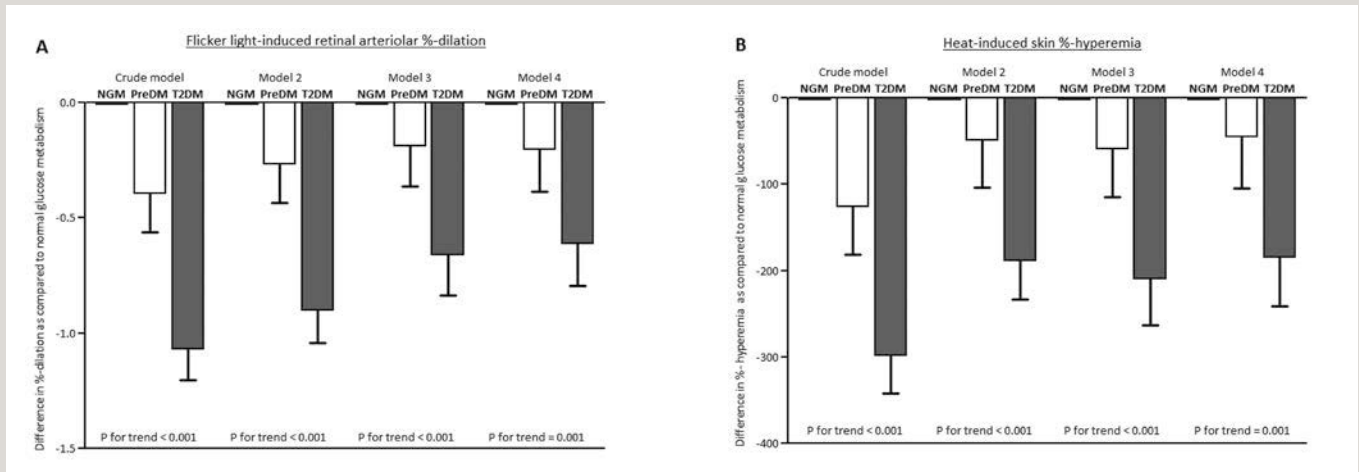 A
Flicker light-induced retinal arteriolar %-dilation
Crude model Model 2 Model 3 Model 4
NGM PreDM T2DM NGM PreDM T2DM NGM PreDM T2DM NGM PreDM T2DM
Difference in %-dilation as compared to normal glucose metabolism
0.0
-0.5
-1.0
-1.5
P for trend < 0.001 P for trend < 0.001 P for trend < 0.001 P for trend = 0.001
B
Heat-induced skin %-hyperemia
Crude model Model 2 Model 3 Model 4
NGM PreDM T2DM NGM PreDM T2DM NGM PreDM T2DM NGM PreDM T2DM
Difference in %- hyperemia as compared to normal glucose metabolism
0
-100
-200
-300
-400
P for trend < 0.001 P for trend < 0.001 P for trend < 0.001 P for trend = 0.001